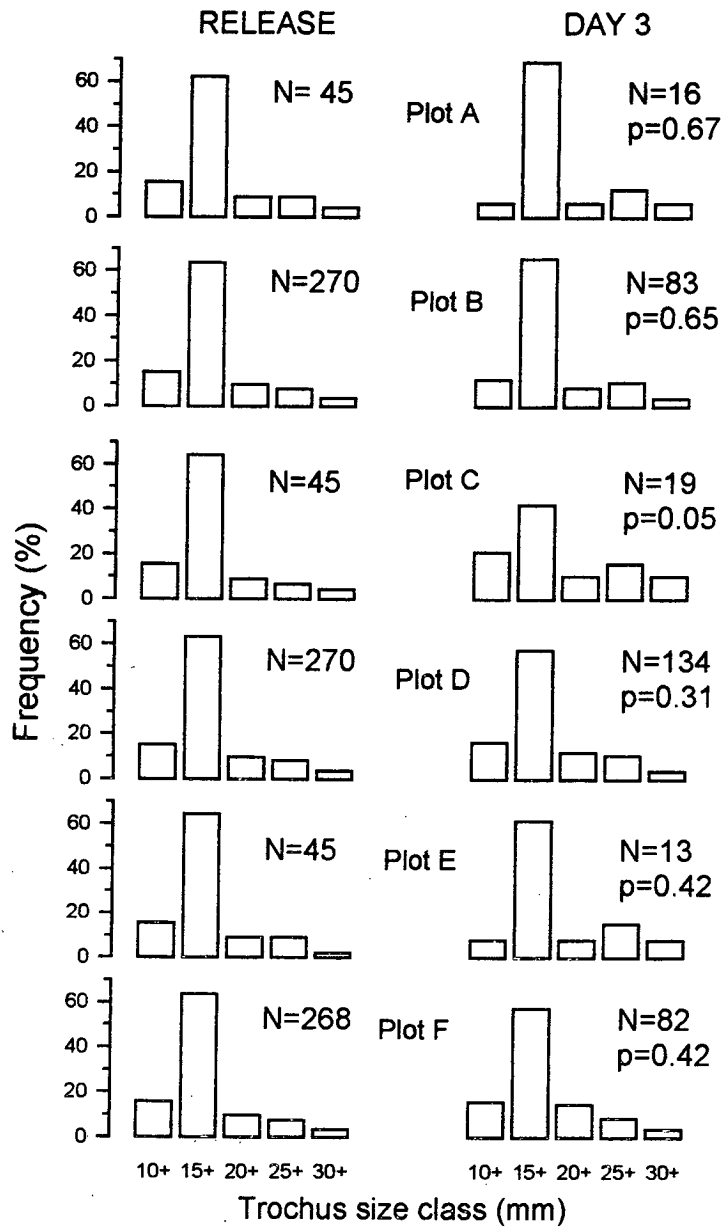 RELEASE DAY 3
60
40
20
0
N= 45
Plot A
N=16
p=0.67
60
40
20
0
N=270
Plot B
N=83
p=0.65
60
40
20
0
N=45
Plot C
N=19
p=0.05
60
40
20
0
N=270
Plot D
N=134
p=0.31
60
40
20
0
N=45
Plot E
N=13
p=0.42
60
40
20
0
N=268
Plot F
N=82
p=0.42
Frequency (%)
10+ 15+ 20+ 25+ 30+ 10+ 15+ 20+ 25+ 30+
Trochus size class (mm)